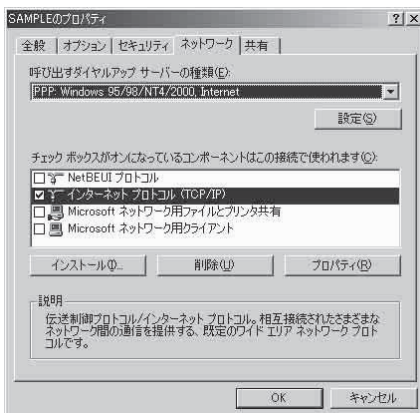 SAMPLEのプロパティ
全般 オプション セキュリティ ネットワーク 共有
呼び出すダイヤルアップ サーバーの種類(E):
PPP: Windows 95/98/NT4/2000, Internet
設定(S)
チェック ボックスがオンになっているコンポーネントはこの接続で使われます(C):
NetBEUI プロトコル
インターネット プロトコル (TCP/IP)
Microsoft ネットワーク用ファイルとプリンタ共有
Microsoft ネットワーク用クライアント
インストール(I)... 削除(U) プロパティ(R)
説明
伝送制御プロトコル/インターネット プロトコル。相互接続されたさまざまな
ネットワーク間の通信を提供する、既定のワイド エリア ネットワーク プロト
コルです。
OK キャンセル